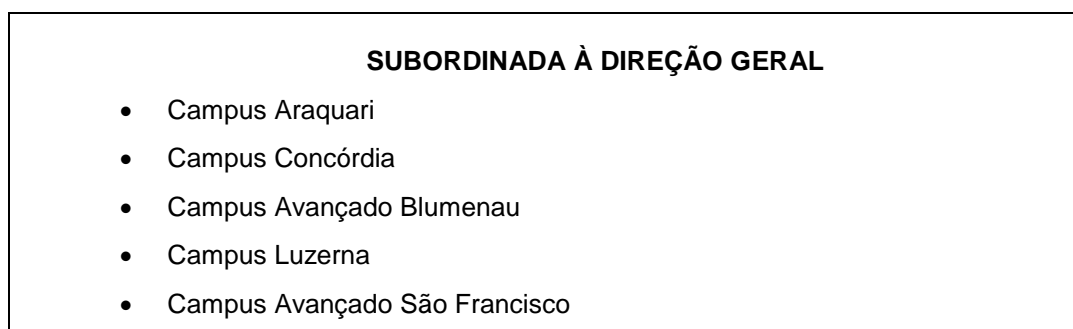 SUBORDINADA À DIREÇÃO GERAL
• Campus Araquari
• Campus Concórdia
• Campus Avançado Blumenau
• Campus Luzerna
• Campus Avançado São Francisco